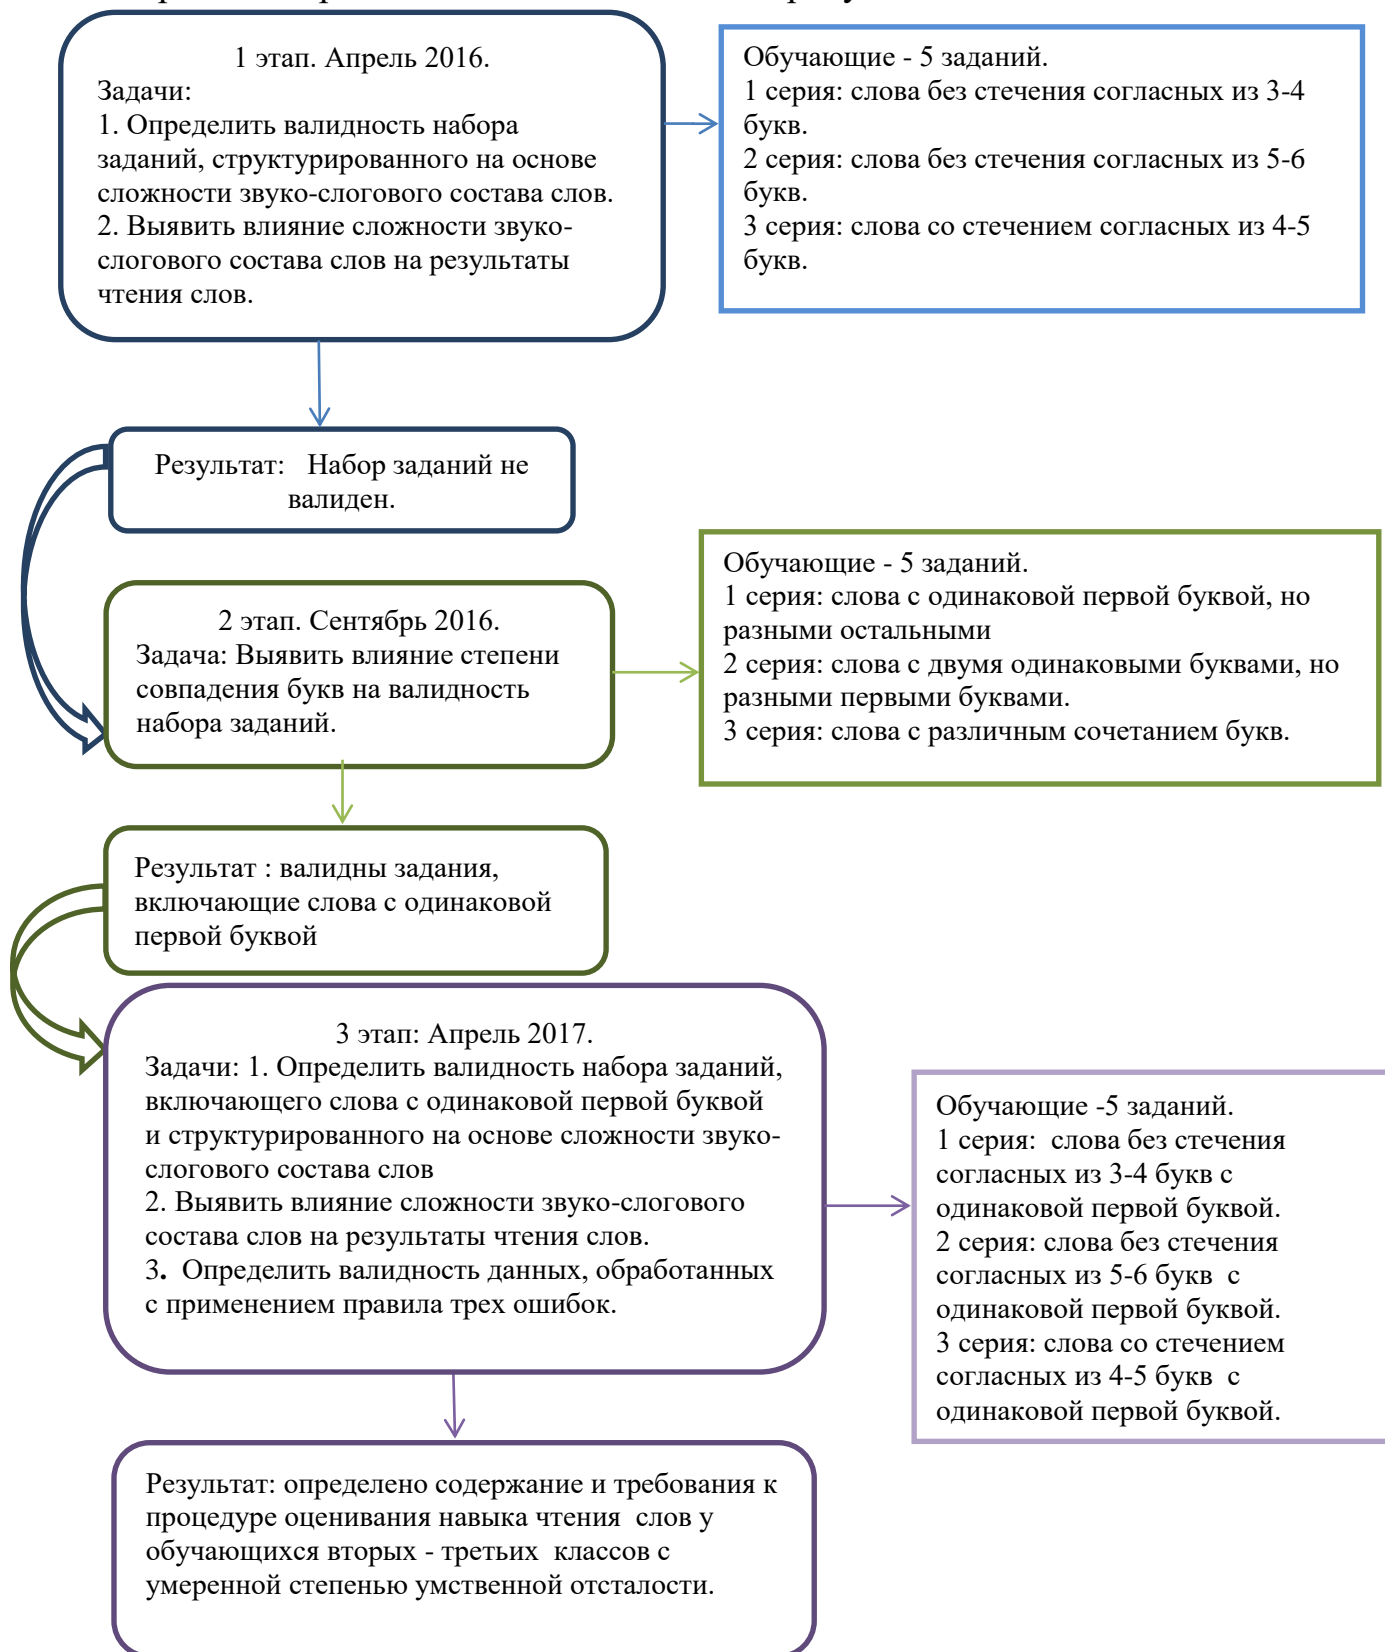 1 этап. Апрель 2016.
Задачи:
1. Определить валидность набора
заданий, структурированного на основе
сложности звуко-слогового состава слов.
2. Выявить влияние сложности звуко-
слогового состава слов на результаты
чтения слов.
Обучающие - 5 заданий.
1 серия: слова без стечения согласных из 3-4
букв.
2 серия: слова без стечения согласных из 5-6
букв.
3 серия: слова со стечением согласных из 4-5
букв.
Результат: Набор заданий не
валиден.
2 этап. Сентябрь 2016.
Задача: Выявить влияние степени
совпадения букв на валидность
набора заданий.
Обучающие - 5 заданий.
1 серия: слова с одинаковой первой буквой, но
разными остальными
2 серия: слова с двумя одинаковыми буквами, но
разными первыми буквами.
3 серия: слова с различным сочетанием букв.
Результат : валидны задания,
включающие слова с одинаковой
первой буквой
3 этап: Апрель 2017.
Задачи: 1. Определить валидность набора заданий,
включающего слова с одинаковой первой буквой
и структурированного на основе сложности звуко-
слогового состава слов
2. Выявить влияние сложности звуко-слогового
состава слов на результаты чтения слов.
3. Определить валидность данных, обработанных
с применением правила трех ошибок.
Обучающие -5 заданий.
1 серия: слова без стечения
согласных из 3-4 букв с
одинаковой первой буквой.
2 серия: слова без стечения
согласных из 5-6 букв с
одинаковой первой буквой.
3 серия: слова со стечением
согласных из 4-5 букв с
одинаковой первой буквой.
Результат: определено содержание и требования к
процедуре оценивания навыка чтения слов у
обучающихся вторых - третьих классов с
умеренной степенью умственной отсталости.